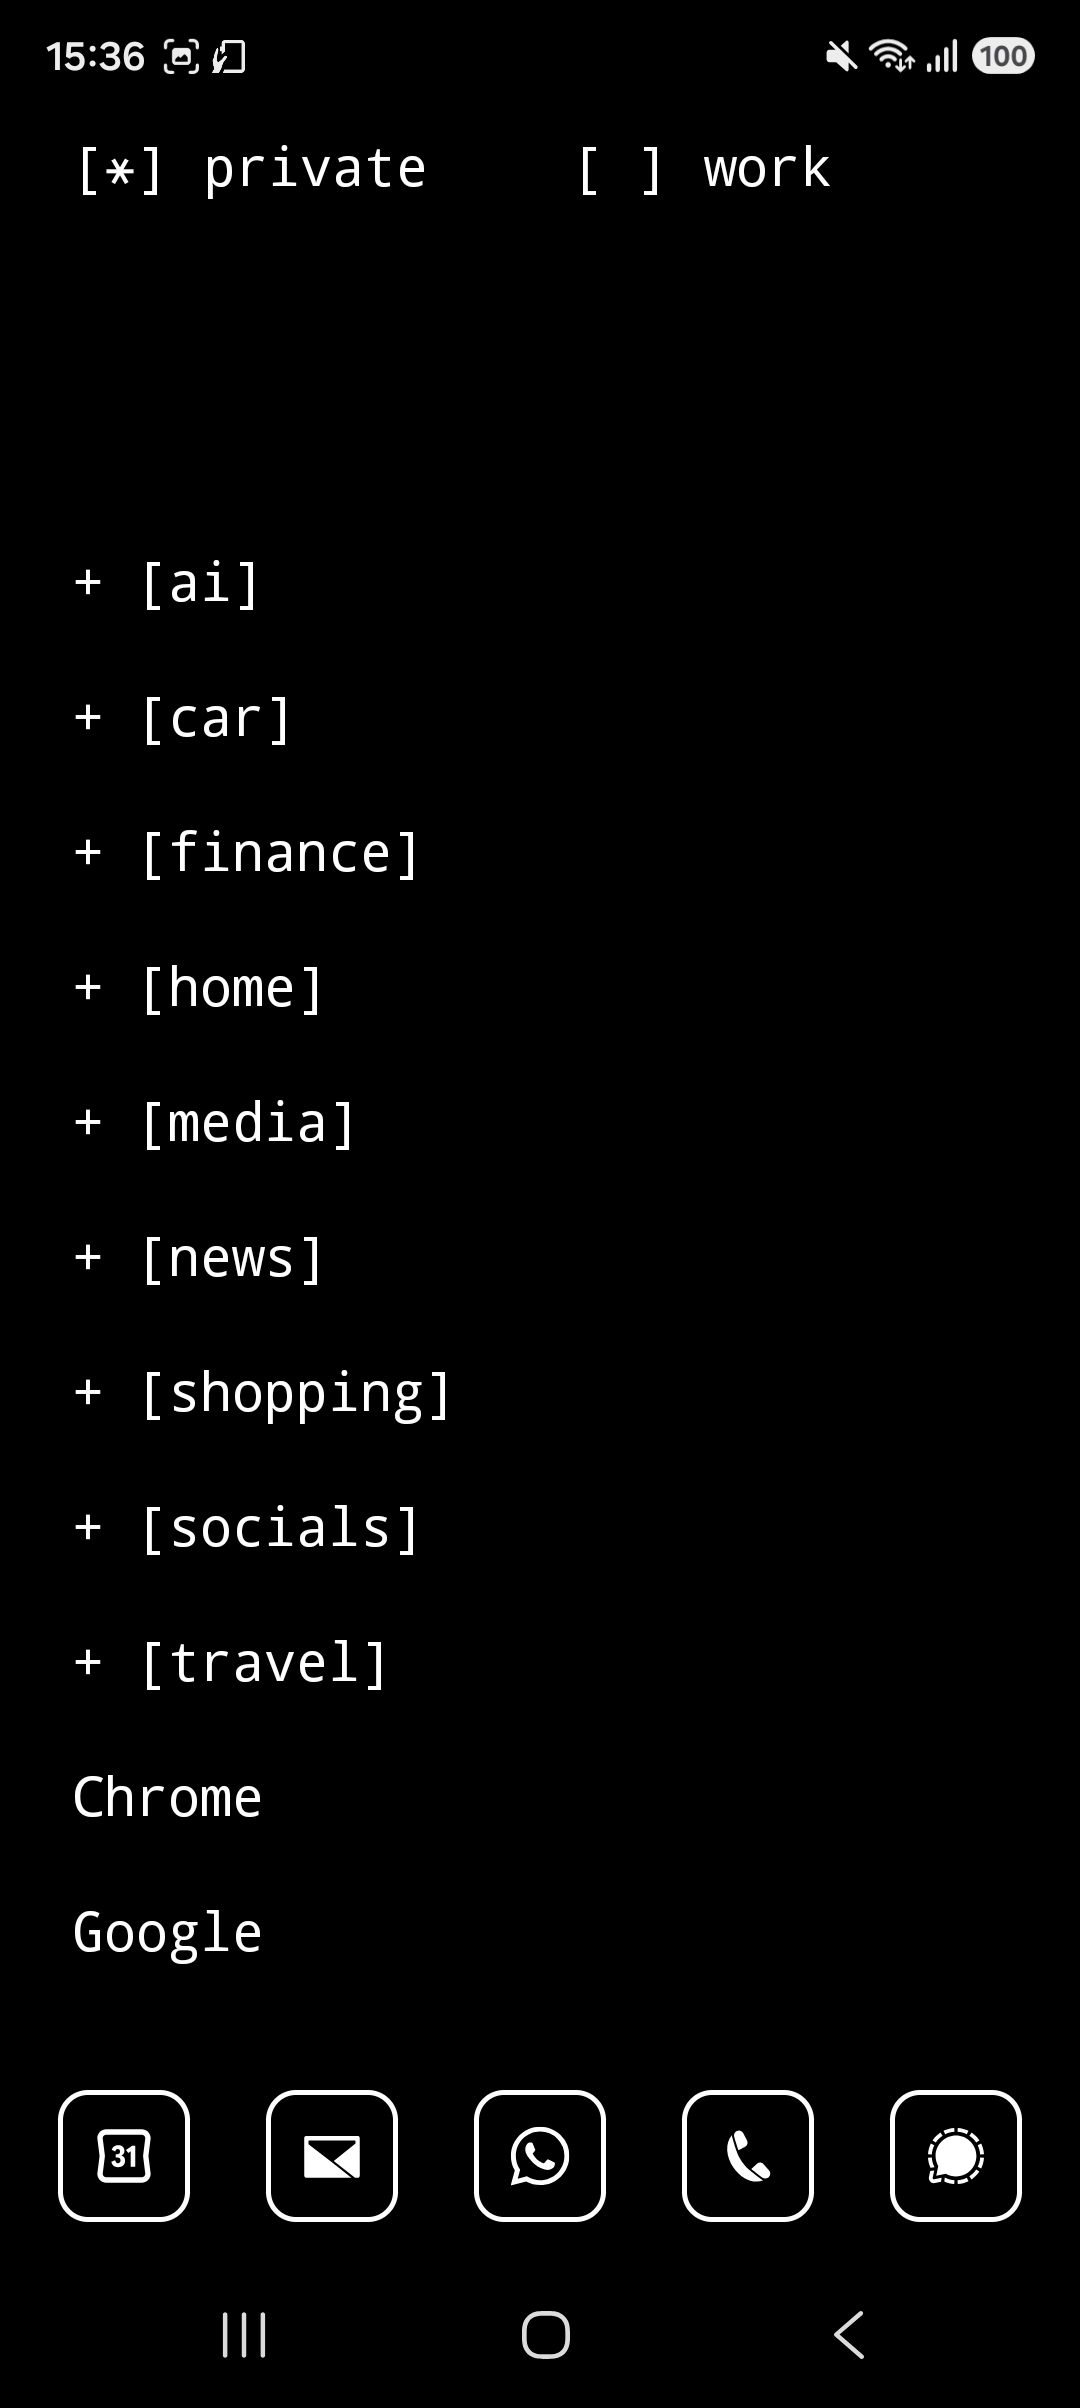 15:36 100
[*] private [ ] work
+ [ai]
+ [car]
+ [finance]
+ [home]
+ [media]
+ [news]
+ [shopping]
+ [socials]
+ [travel]
Chrome
Google
31